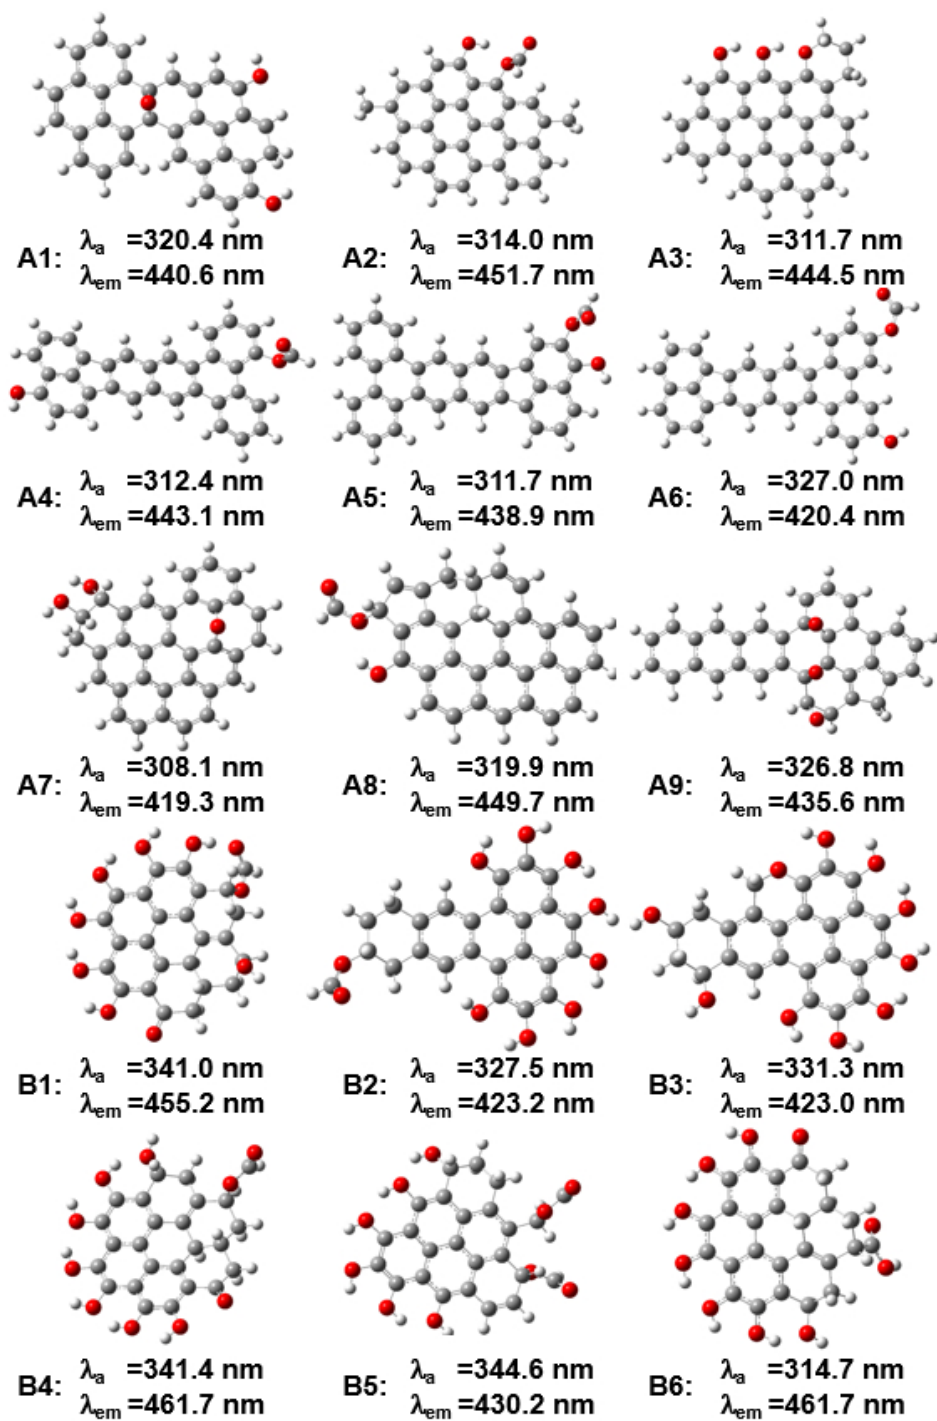 A1: λa =320.4 nm
λem =440.6 nm
A2: λa =314.0 nm
λem =451.7 nm
A3: λa =311.7 nm
λem =444.5 nm
A4: λa =312.4 nm
λem =443.1 nm
A5: λa =311.7 nm
λem =438.9 nm
A6: λa =327.0 nm
λem =420.4 nm
A7: λa =308.1 nm
λem =419.3 nm
A8: λa =319.9 nm
λem =449.7 nm
A9: λa =326.8 nm
λem =435.6 nm
B1: λa =341.0 nm
λem =455.2 nm
B2: λa =327.5 nm
λem =423.2 nm
B3: λa =331.3 nm
λem =423.0 nm
B4: λa =341.4 nm
λem =461.7 nm
B5: λa =344.6 nm
λem =430.2 nm
B6: λa =314.7 nm
λem =461.7 nm